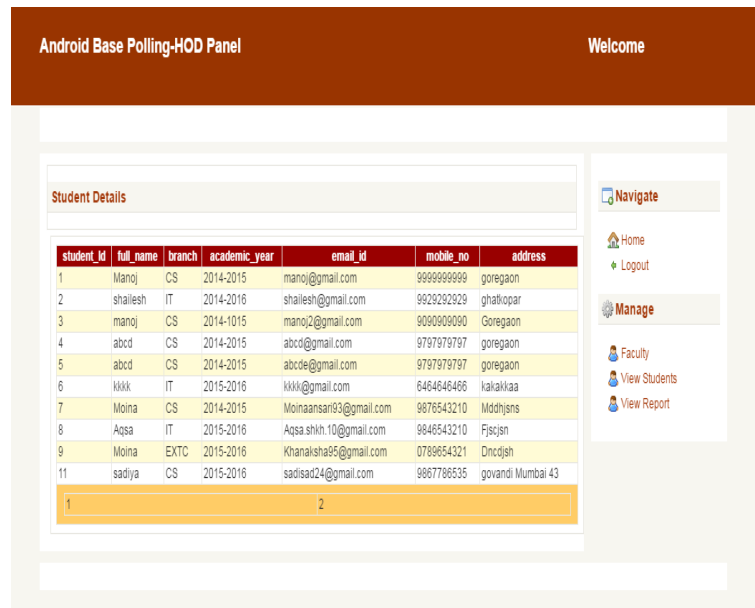 Android Base Polling-HOD Panel Welcome
Student Details
student_id full_name branch academic_year email_id mobile_no address
1 Manoj CS 2014-2015 manoj@gmail.com 9999999999 goregaon
2 shailesh IT 2014-2016 shailesh@gmail.com 9929292929 ghatkopar
3 manoj CS 2014-1015 manoj2@gmail.com 9090909090 Goregaon
4 abcd CS 2014-2015 abcd@gmail.com 9797979797 goregaon
5 abcd CS 2014-2015 abcde@gmail.com 9797979797 goregaon
6 kkkk IT 2015-2016 kkkk@gmail.com 6464646466 kakakkaa
7 Moina CS 2014-2015 Moinaansari93@gmail.com 9876543210 Mddhjsns
8 Aqsa IT 2015-2016 Aqsa.shkh.10@gmail.com 9846543210 Fjscjsn
9 Moina EXTC 2015-2016 Khanaksha95@gmail.com 0789654321 Dncdjsh
11 sadiya CS 2015-2016 sadisad24@gmail.com 9867786535 govandi Mumbai 43
1 2
Navigate
Home
Logout
Manage
Faculty
View Students
View Report